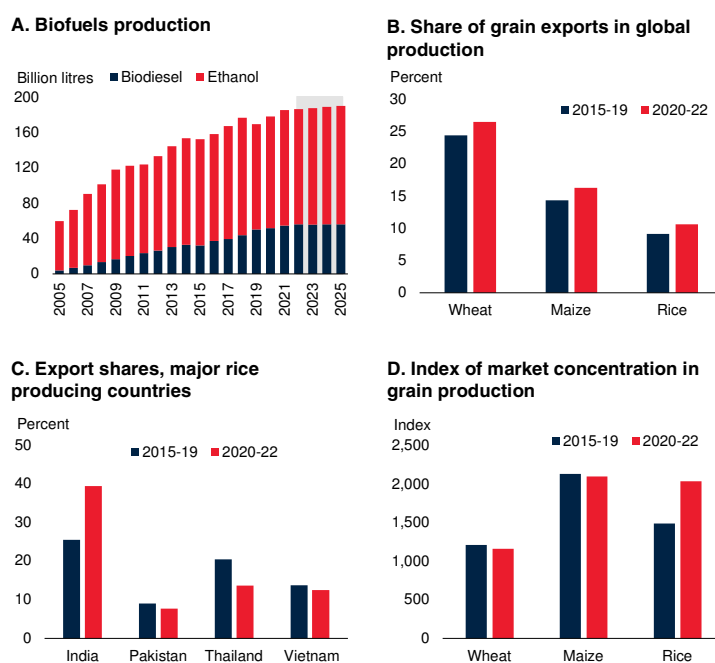 A. Biofuels production
Billion litres
Biodiesel
Ethanol
200
160
120
80
40
0
2005
2007
2009
2011
2013
2015
2017
2019
2021
2023
2025
B. Share of grain exports in global
production
Percent
2015-19
2020-22
30
25
20
15
10
5
0
Wheat
Maize
Rice
C. Export shares, major rice
producing countries
Percent
2015-19
2020-22
50
40
30
20
10
0
India
Pakistan
Thailand
Vietnam
D. Index of market concentration in
grain production
Index
2015-19
2020-22
2,500
2,000
1,500
1,000
500
0
Wheat
Maize
Rice